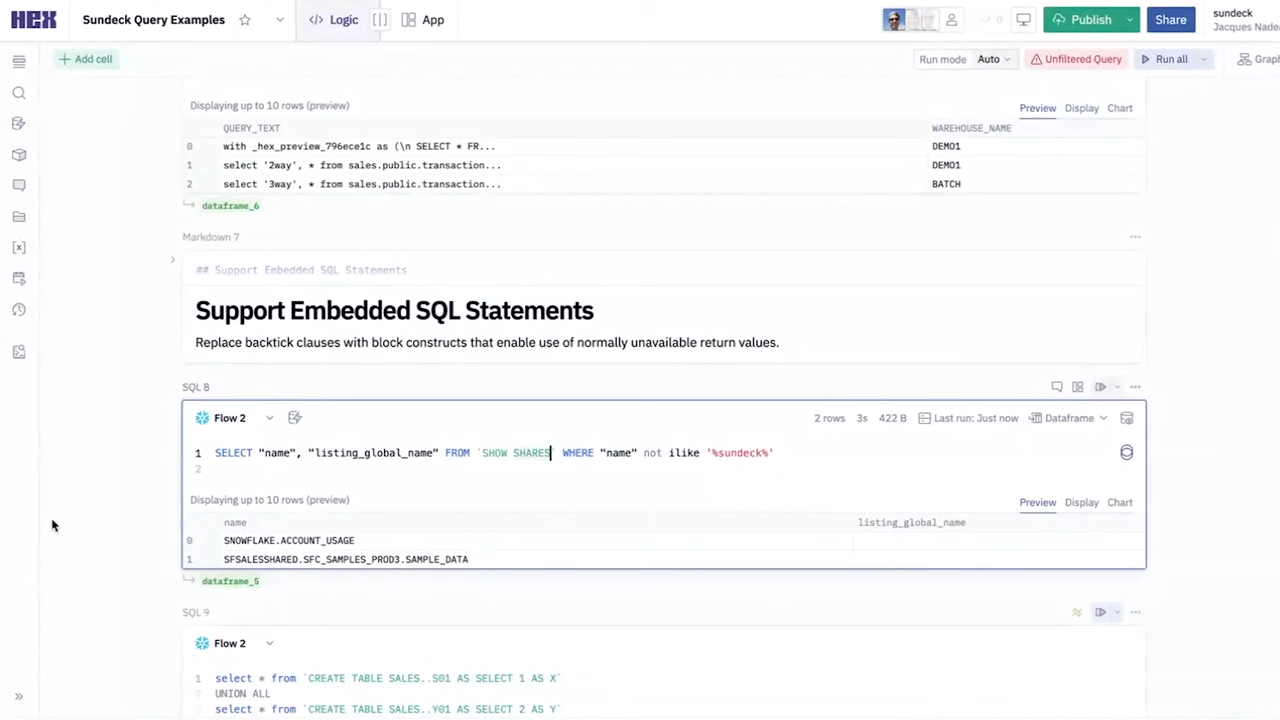 HEX Sundeck Query Examples Logic App Publish Share sundeck
Add cell Run mode Auto Unfiltered Query Run all Grap
Displaying up to 10 rows (preview) Preview Display Chart
QUERY_TEXT WAREHOUSE_NAME
0 with _hex_preview_796ece1c as (\n SELECT * FR... DEMO1
1 select '2way', * from sales.public.transaction... DEMO1
2 select '3way', * from sales.public.transaction... BATCH
dataframe_6
Markdown 7
## Support Embedded SQL Statements
Support Embedded SQL Statements
Replace backtick clauses with block constructs that enable use of normally unavailable return values.
SQL 8
Flow 2 2 rows 3s 422 B Last run: Just now Dataframe
1 SELECT "name", "listing_global_name" FROM `SHOW SHARES` WHERE "name" not ilike '%sundeck%'
2
Displaying up to 10 rows (preview) Preview Display Chart
name listing_global_name
0 SNOWFLAKE.ACCOUNT_USAGE
1 SFSALESSHARED.SFC_SAMPLES_PROD3.SAMPLE_DATA
dataframe_5
SQL 9
Flow 2
1 select * from `CREATE TABLE SALES..S01 AS SELECT 1 AS X`
UNION ALL
select * from `CREATE TABLE SALES..Y01 AS SELECT 2 AS Y`